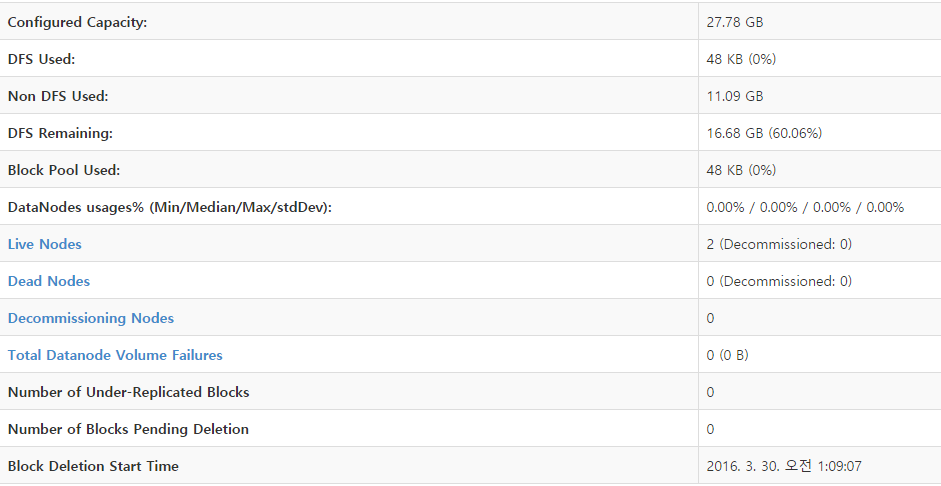 Configured Capacity: 27.78 GB
DFS Used: 48 KB (0%)
Non DFS Used: 11.09 GB
DFS Remaining: 16.68 GB (60.06%)
Block Pool Used: 48 KB (0%)
DataNodes usages% (Min/Median/Max/stdDev): 0.00% / 0.00% / 0.00% / 0.00%
Live Nodes 2 (Decommissioned: 0)
Dead Nodes 0 (Decommissioned: 0)
Decommissioning Nodes 0
Total Datanode Volume Failures 0 (0 B)
Number of Under-Replicated Blocks 0
Number of Blocks Pending Deletion 0
Block Deletion Start Time 2016. 3. 30. 오전 1:09:07